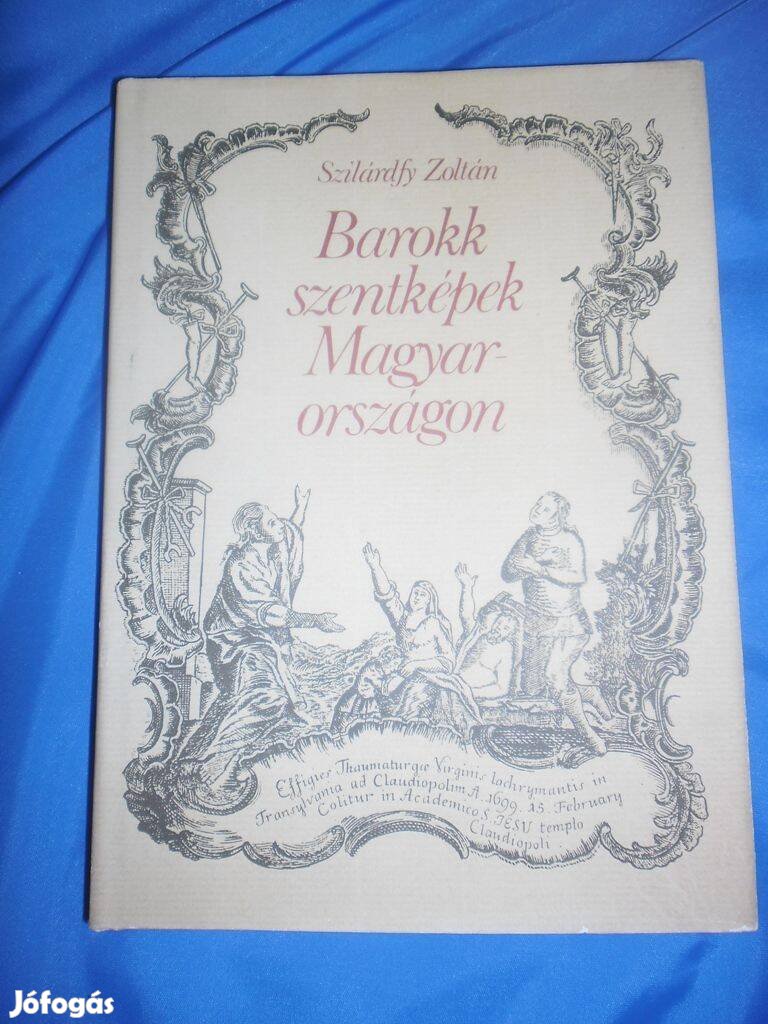 Szilárdfy Zoltán
Barokk
szentképek
Magyar-
országon
Effigies Thaumaturgæ Virginis lachrymantis in
Transylvania ad Claudiopolim A. 1699. 15. February
Colitur in Academico S. JESU templo
Claudiopoli.
Jófogás